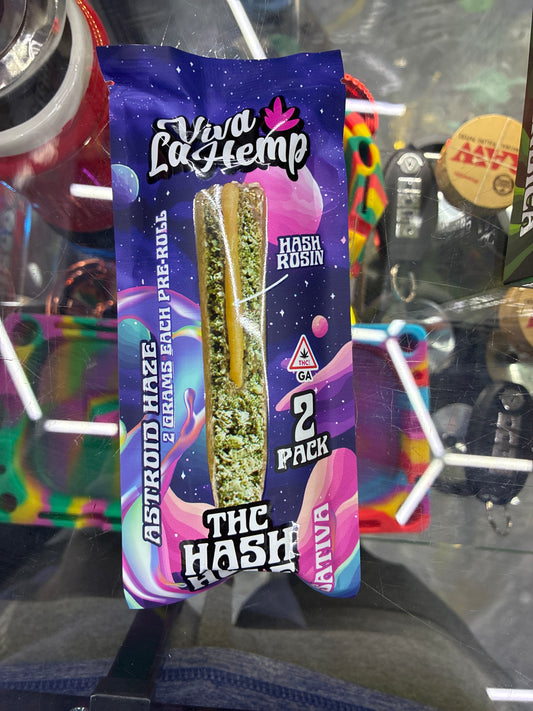 Viva
La Hemp
HASH
ROSIN
ASTROID HAZE
2 GRAMS EACH PRE-ROLL
THC
GA
2
PACK
THC
HASH
SATIVA
RAW